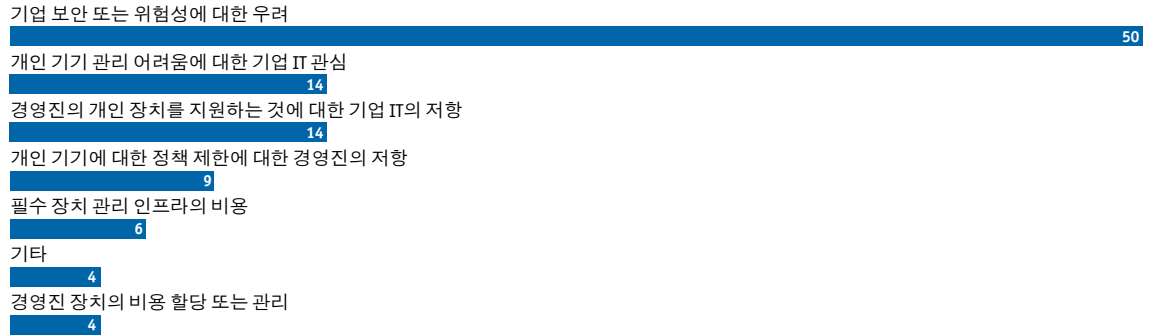 기업 보안 또는 위험성에 대한 우려
50
개인 기기 관리 어려움에 대한 기업 IT 관심
14
경영진의 개인 장치를 지원하는 것에 대한 기업 IT의 저항
14
개인 기기에 대한 정책 제한에 대한 경영진의 저항
9
필수 장치 관리 인프라의 비용
6
기타
4
경영진 장치의 비용 할당 또는 관리
4